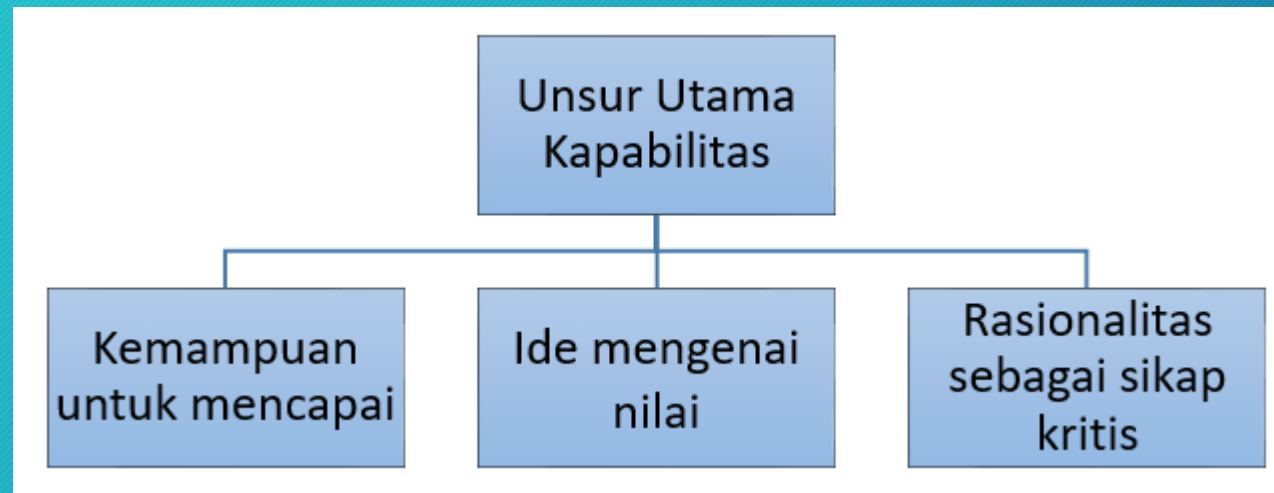 Unsur Utama
Kapabilitas
Kemampuan
untuk mencapai
Ide mengenai
nilai
Rasionalitas
sebagai sikap
kritis